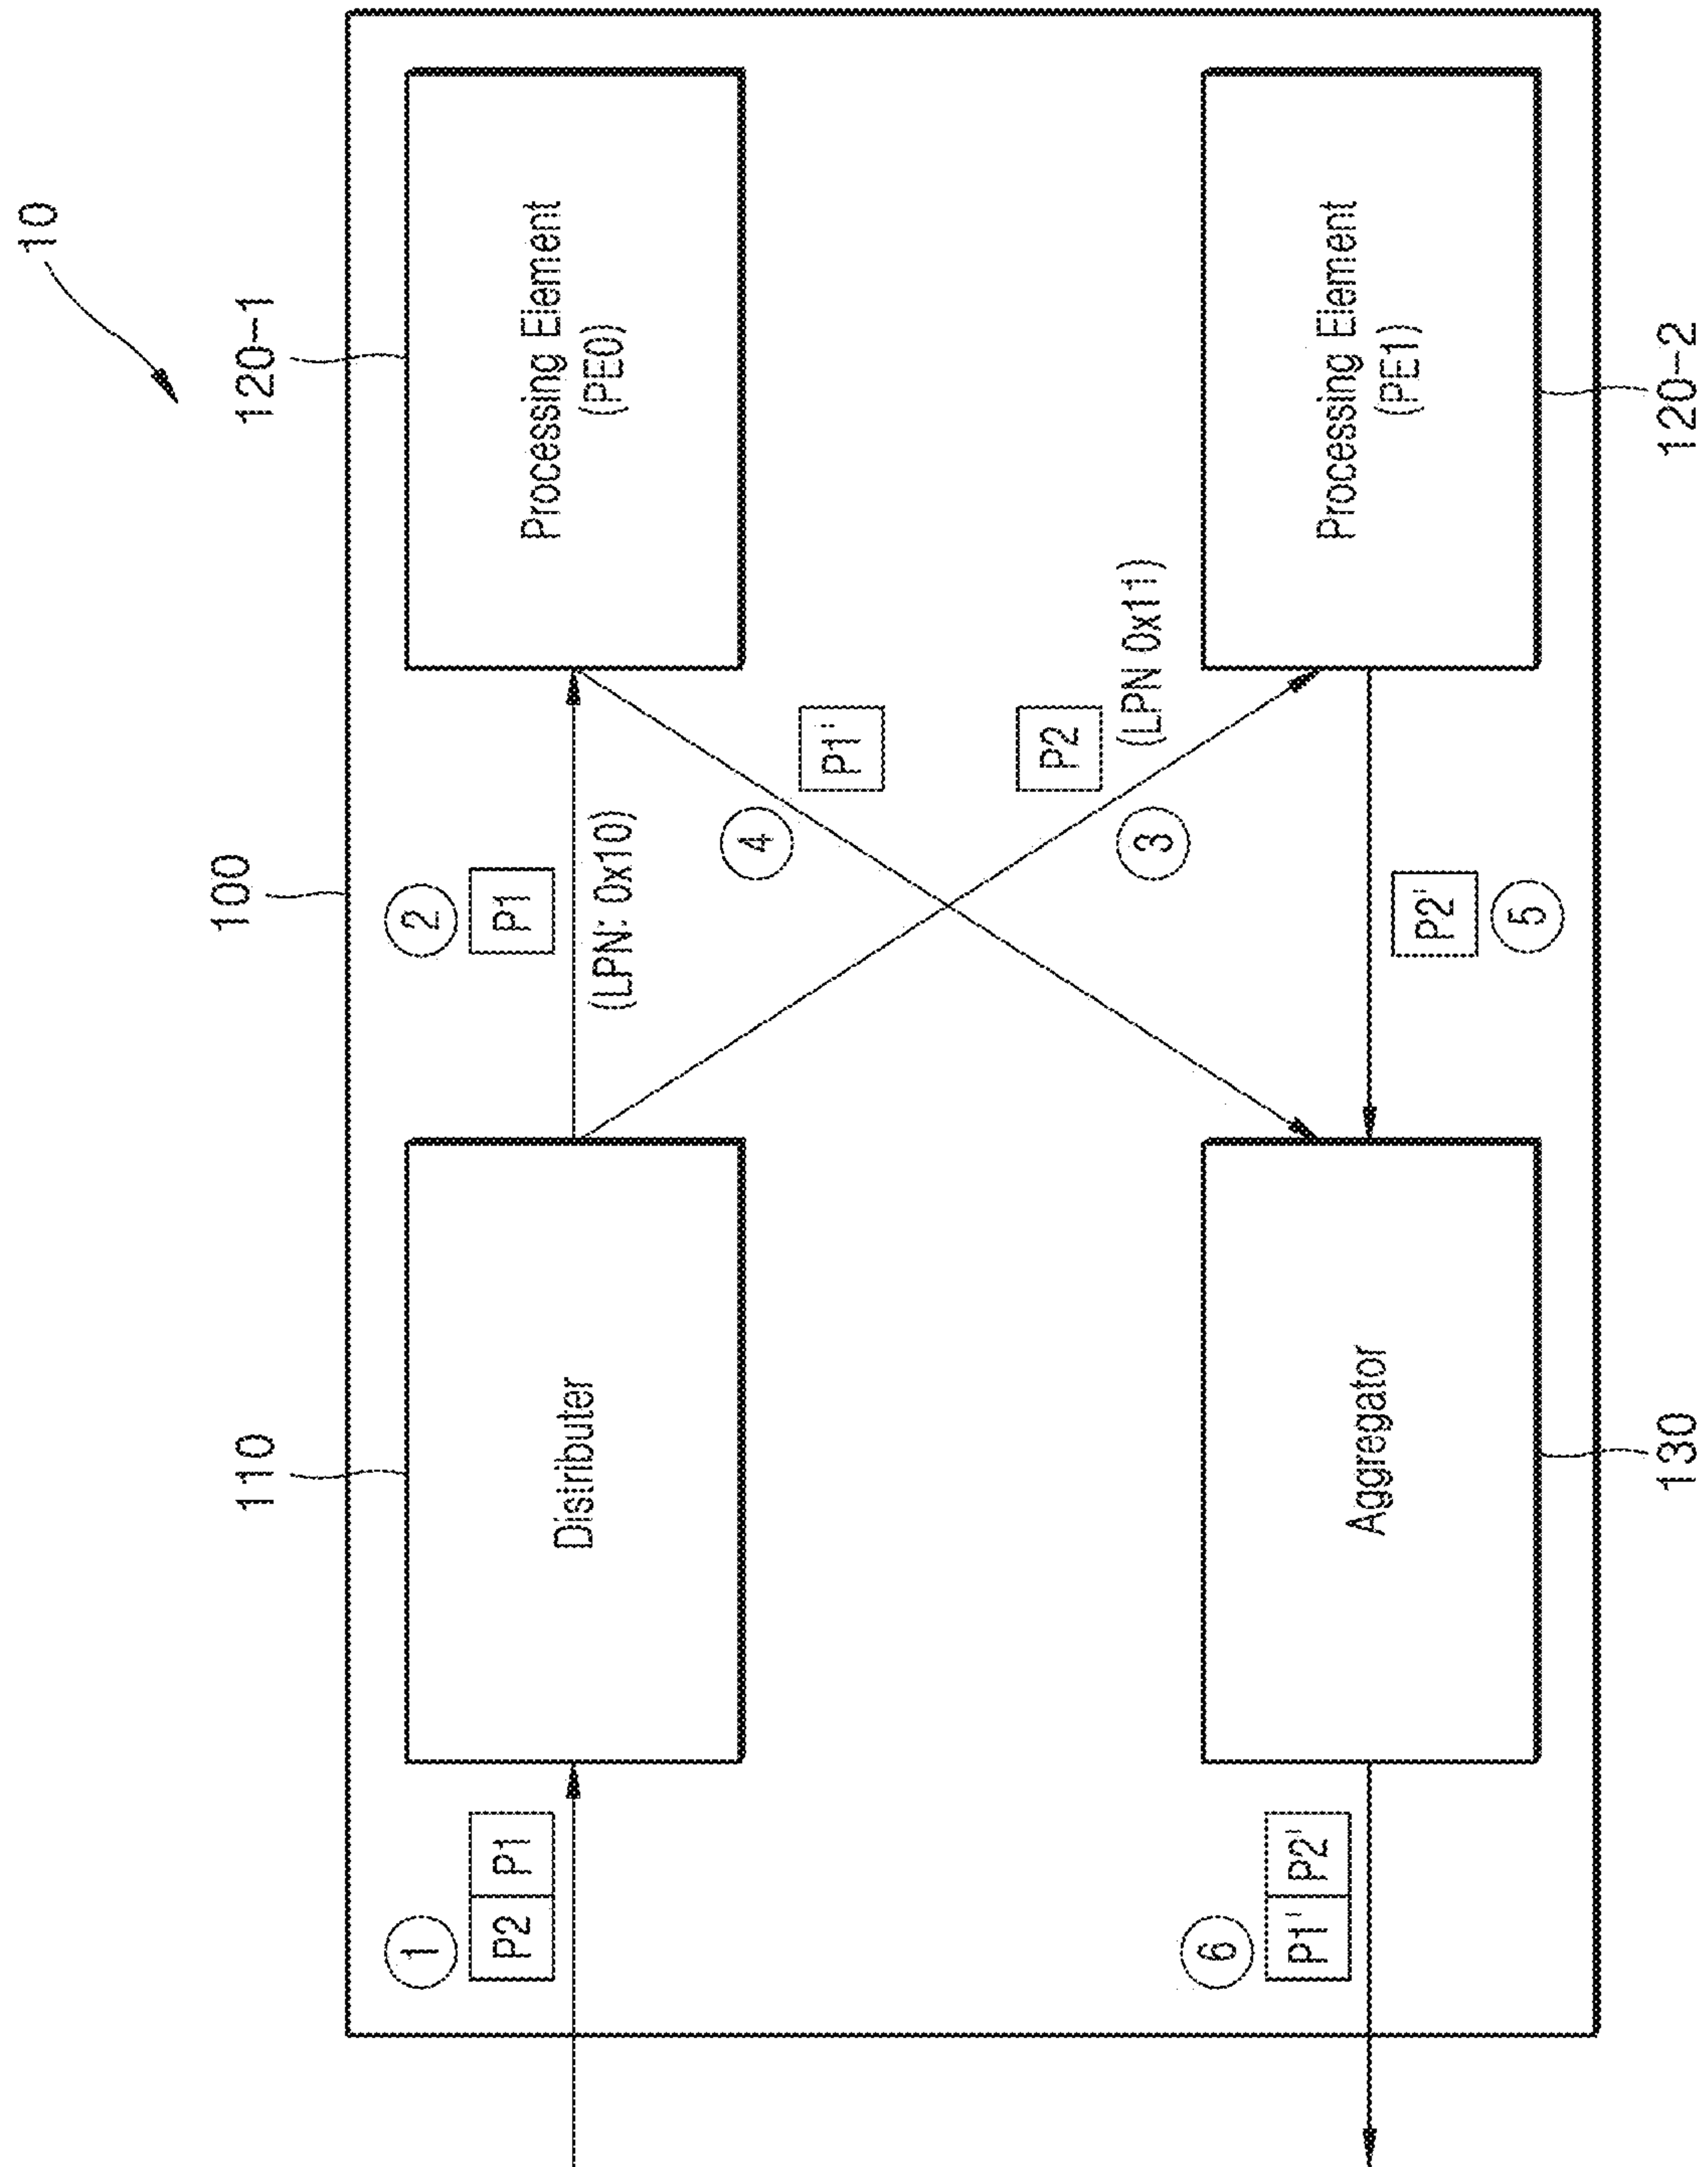 10
100
110
120-1
1
2
P2 P1
P1
(LPN: 0x10)
Distributer
Processing Element
(PE0)
4
P1'
P2
(LPN 0x11)
3
6
P1' P2'
Aggregator
P2'
5
Processing Element
(PE1)
130
120-2